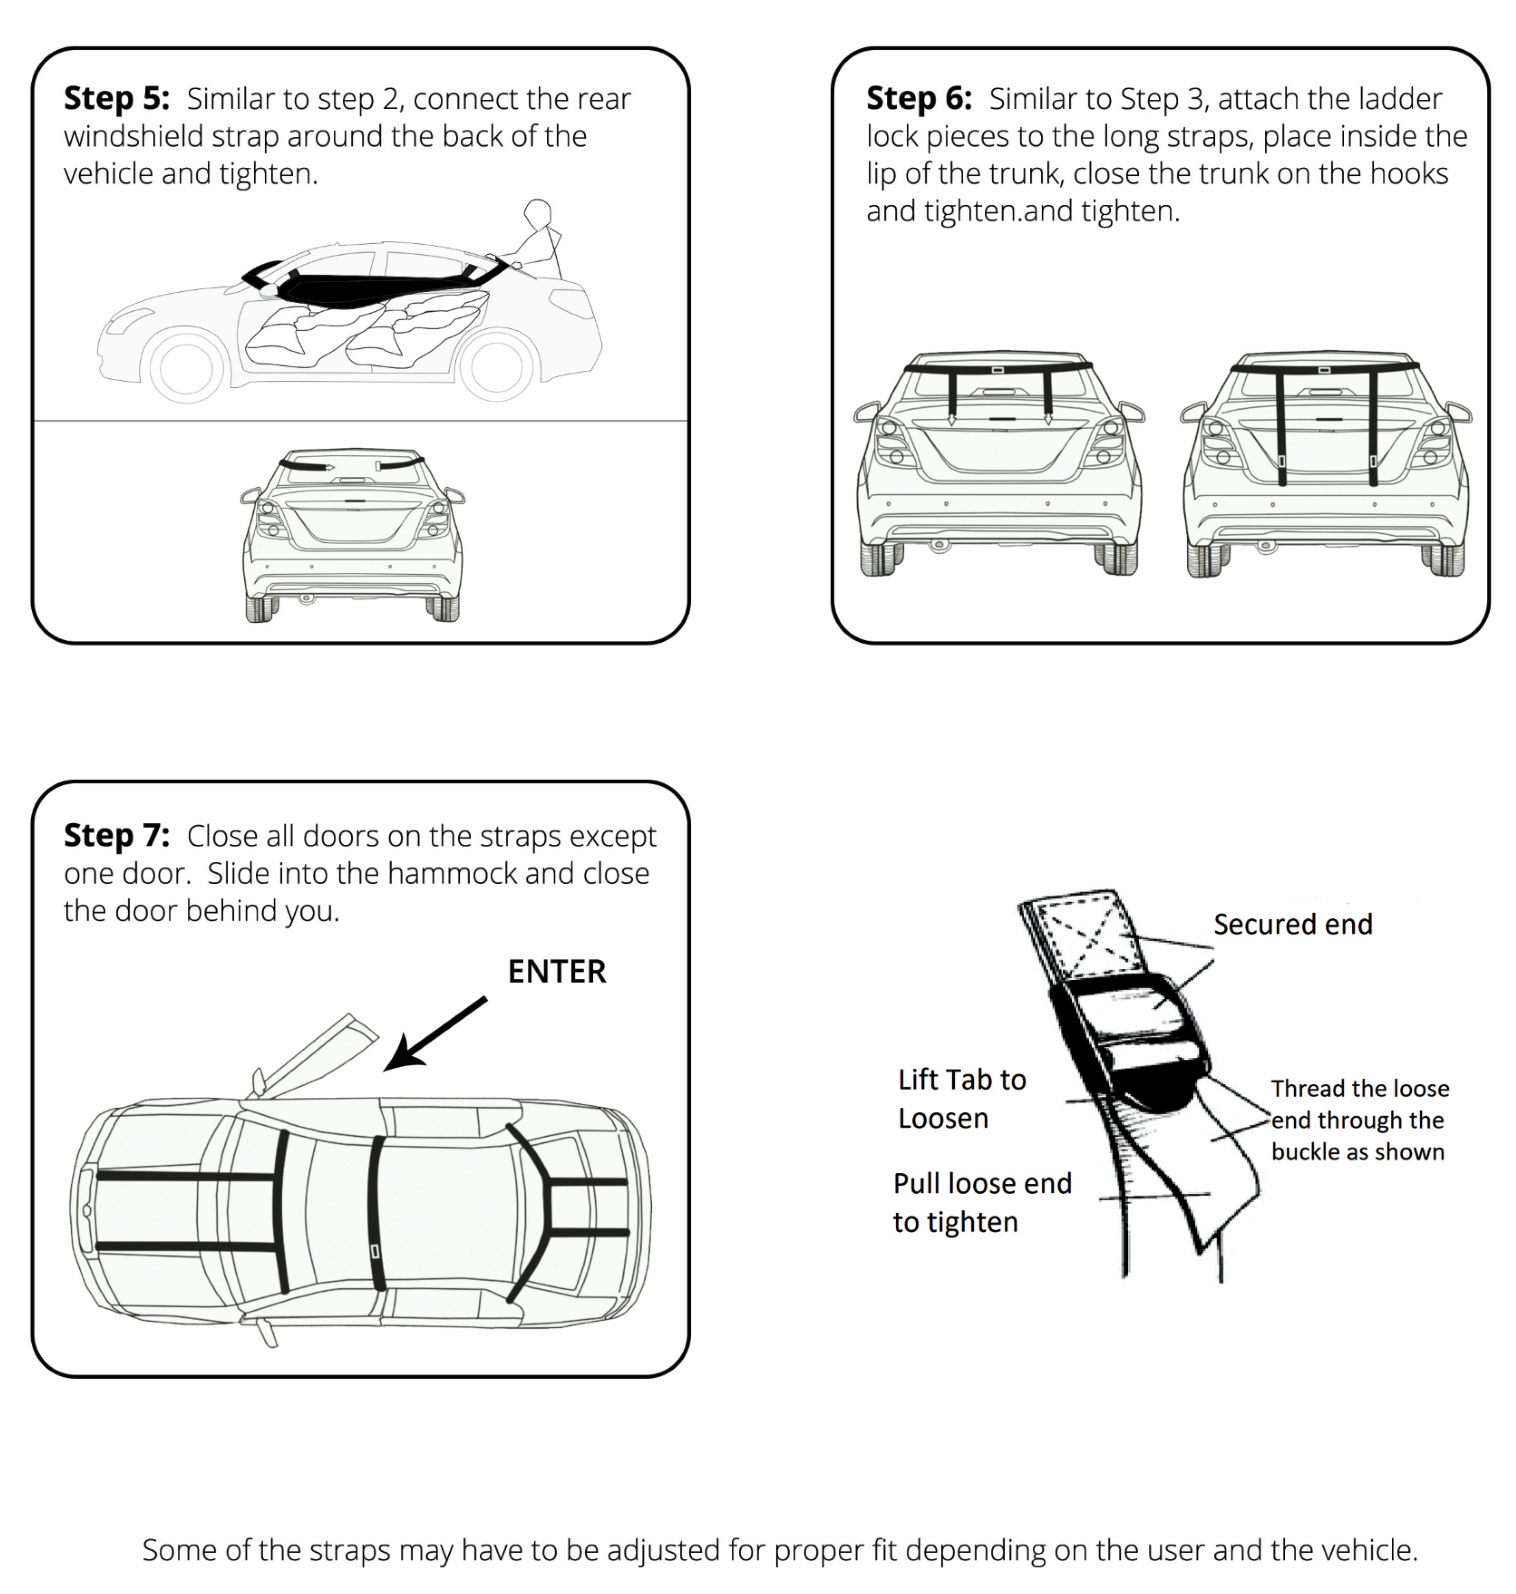 Step 5: Similar to step 2, connect the rear
windshield strap around the back of the
vehicle and tighten.
Step 6: Similar to Step 3, attach the ladder
lock pieces to the long straps, place inside the
lip of the trunk, close the trunk on the hooks
and tighten.and tighten.
Step 7: Close all doors on the straps except
one door. Slide into the hammock and close
the door behind you.
ENTER
Secured end
Lift Tab to
Loosen
Thread the loose
end through the
buckle as shown
Pull loose end
to tighten
Some of the straps may have to be adjusted for proper fit depending on the user and the vehicle.